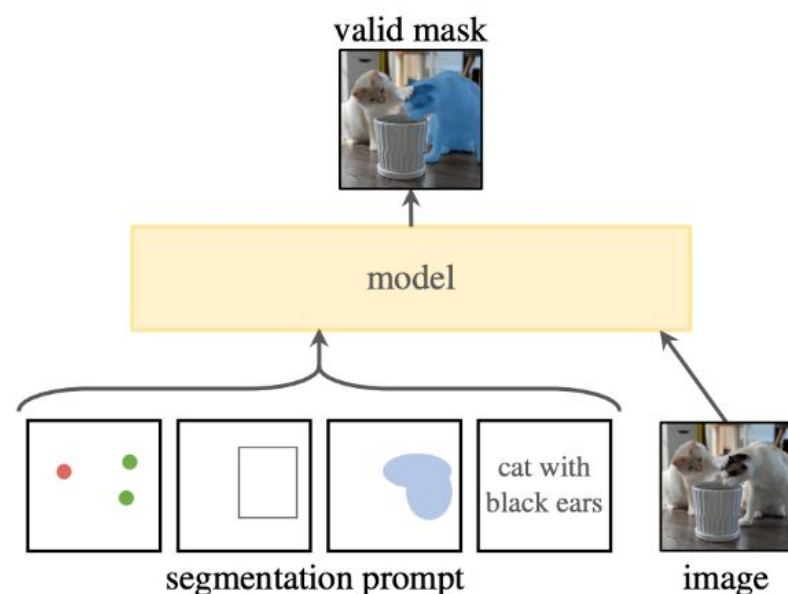 valid mask
model
cat with
black ears
segmentation prompt
image